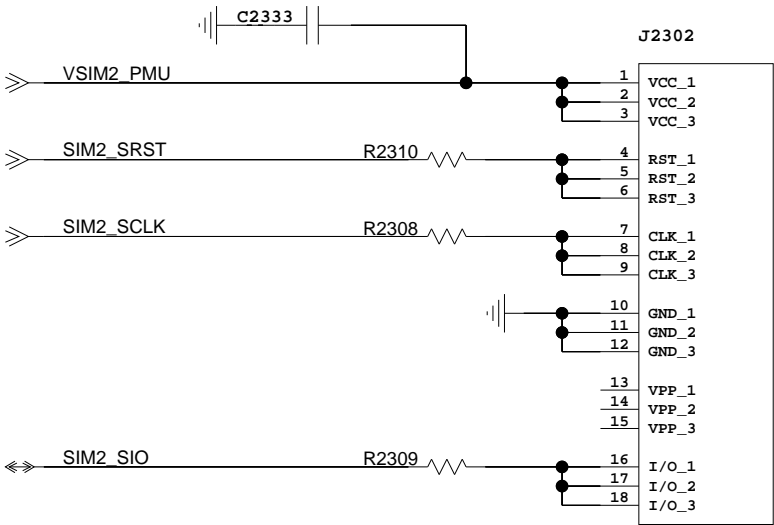 C2333
J2302
VSIM2_PMU 1 VCC_1
2 VCC_2
3 VCC_3
SIM2_SRST R2310 4 RST_1
5 RST_2
6 RST_3
SIM2_SCLK R2308 7 CLK_1
8 CLK_2
9 CLK_3
10 GND_1
11 GND_2
12 GND_3
13 VPP_1
14 VPP_2
15 VPP_3
SIM2_SIO R2309 16 I/O_1
17 I/O_2
18 I/O_3